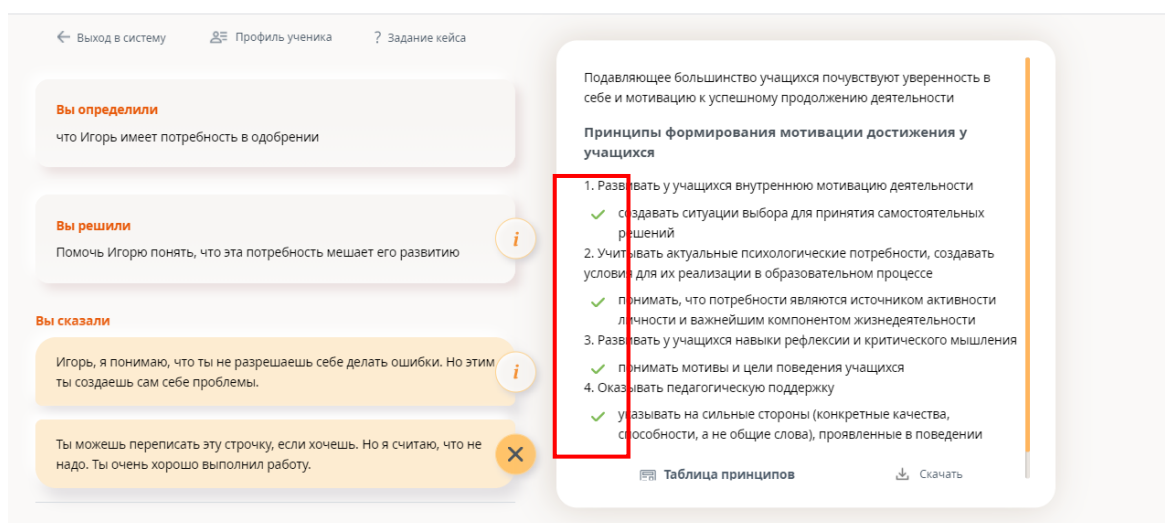 Выход в систему
Профиль ученика
? Задание кейса
Вы определили
что Игорь имеет потребность в одобрении
Вы решили
Помочь Игорю понять, что эта потребность мешает его развитию
i
Вы сказали
Игорь, я понимаю, что ты не разрешаешь себе делать ошибки. Но этим
ты создаешь сам себе проблемы.
i
Ты можешь переписать эту строчку, если хочешь. Но я считаю, что не
надо. Ты очень хорошо выполнил работу.
Подавляющее большинство учащихся почувствуют уверенность в
себе и мотивацию к успешному продолжению деятельности
Принципы формирования мотивации достижения у
учащихся
1. Развивать у учащихся внутреннюю мотивацию деятельности
создавать ситуации выбора для принятия самостоятельных
решений
2. Учитывать актуальные психологические потребности, создавать
условия для их реализации в образовательном процессе
понимать, что потребности являются источником активности
личности и важнейшим компонентом жизнедеятельности
3. Развивать у учащихся навыки рефлексии и критического мышления
понимать мотивы и цели поведения учащихся
4. Оказывать педагогическую поддержку
указывать на сильные стороны (конкретные качества,
способности, а не общие слова), проявленные в поведении
Таблица принципов
Скачать